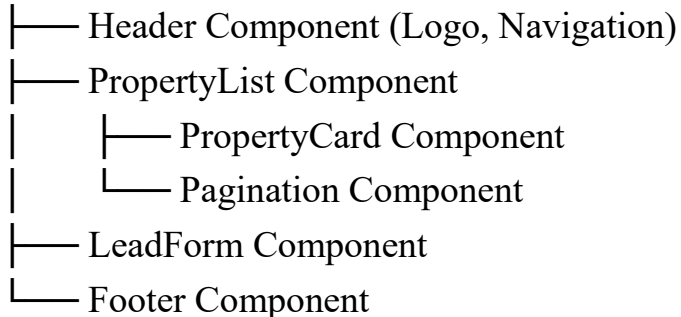 ├── Header Component (Logo, Navigation)
├── PropertyList Component
│ ├── PropertyCard Component
│ └── Pagination Component
├── LeadForm Component
└── Footer Component